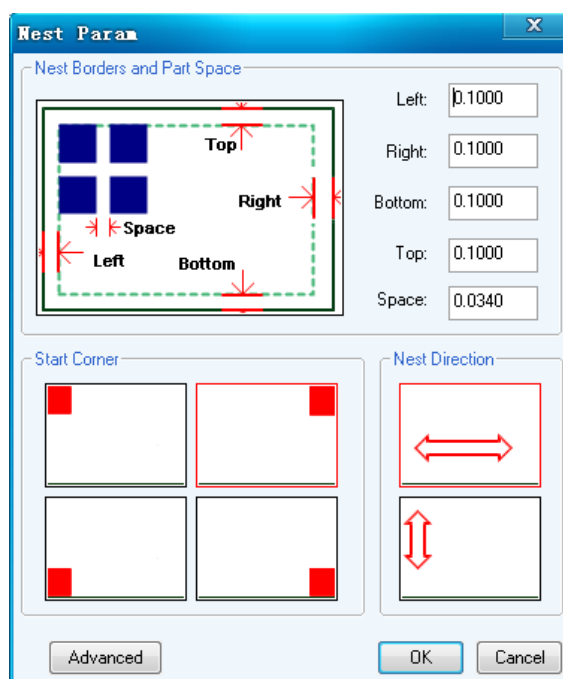 Nest Param
X
Nest Borders and Part Space
Top
Right
Space
Left
Bottom
Left: 0.1000
Right: 0.1000
Bottom: 0.1000
Top: 0.1000
Space: 0.0340
Start Corner
Nest Direction
Advanced
OK
Cancel